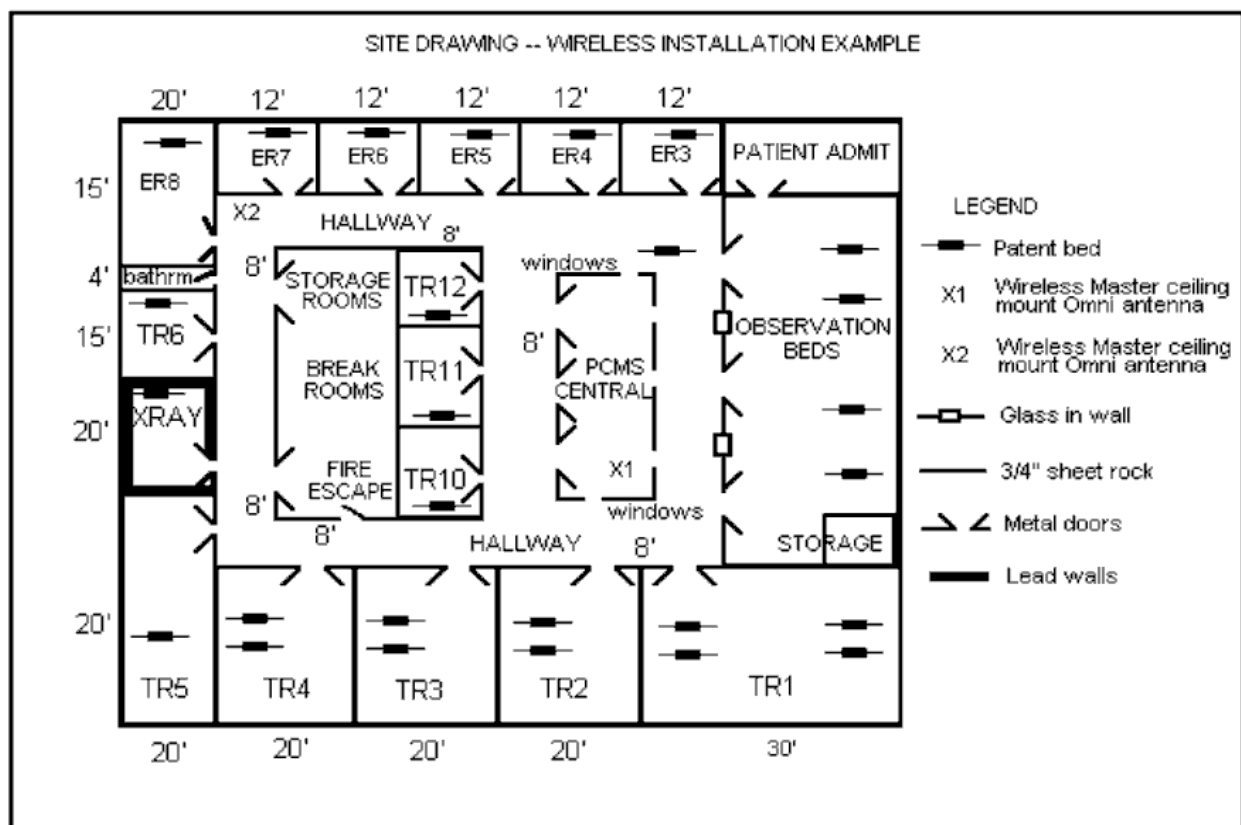 SITE DRAWING -- WIRELESS INSTALLATION EXAMPLE
20' 12' 12' 12' 12' 12'
ER8
ER7
ER6
ER5
ER4
ER3
PATIENT ADMIT
15'
X2
HALLWAY
8'
8'
4'
bathrm
STORAGE
ROOMS
TR12
windows
15'
TR6
BREAK
ROOMS
TR11
8'
PCMS
CENTRAL
OBSERVATION
BEDS
20'
XRAY
FIRE
ESCAPE
TR10
X1
windows
8'
8'
HALLWAY
8'
STORAGE
20'
TR5
TR4
TR3
TR2
TR1
20' 20' 20' 20' 30'
LEGEND
Patent bed
X1 Wireless Master ceiling
mount Omni antenna
X2 Wireless Master ceiling
mount Omni antenna
Glass in wall
3/4" sheet rock
Metal doors
Lead walls